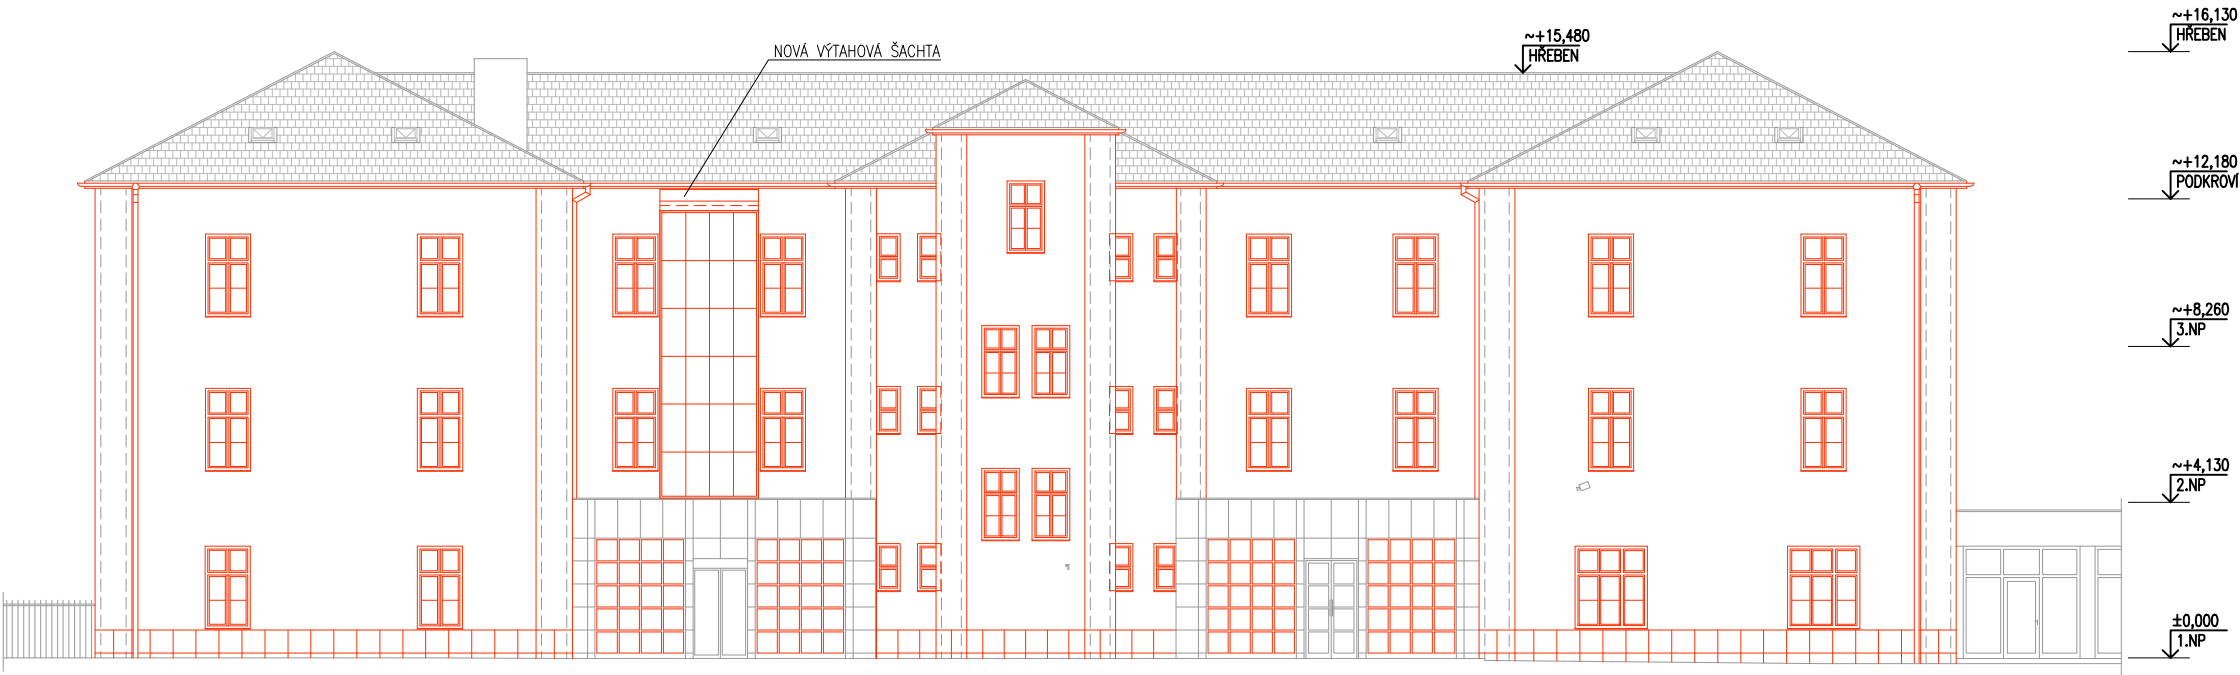 ~+16,130
HŘEBEN
~+15,480
HŘEBEN
NOVÁ VÝTAHOVÁ ŠACHTA
~+12,180
PODKROVÍ
~+8,260
3.NP
~+4,130
2.NP
±0,000
1.NP